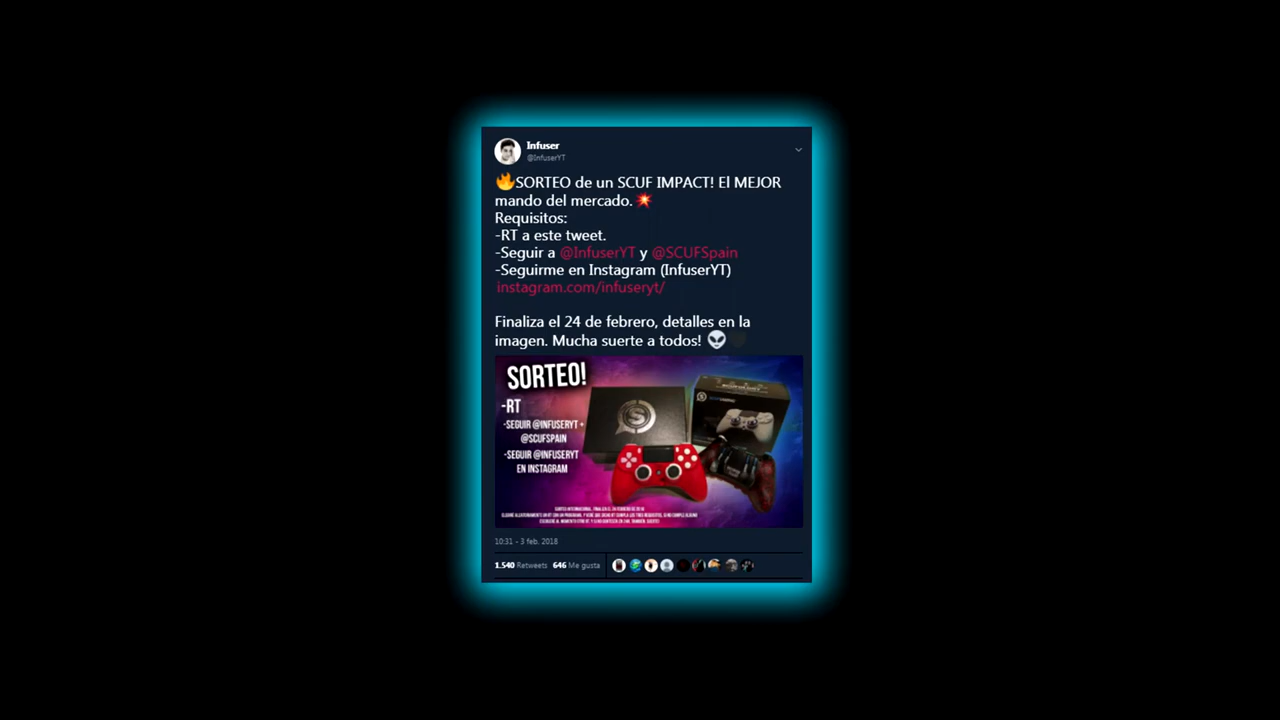 Infuser
@InfuserYT
🔥SORTEO de un SCUF IMPACT! El MEJOR
mando del mercado.💥
Requisitos:
-RT a este tweet.
-Seguir a @InfuserYT y @SCUFSpain
-Seguirme en Instagram (InfuserYT)
instagram.com/infuseryt/
Finaliza el 24 de febrero, detalles en la
imagen. Mucha suerte a todos! 👽
SORTEO!
-RT
-SEGUIR @INFUSERYT +
@SCUFSPAIN
-SEGUIR @INFUSERYT
EN INSTAGRAM
10:31 - 3 feb. 2018
1.540 Retweets 646 Me gusta